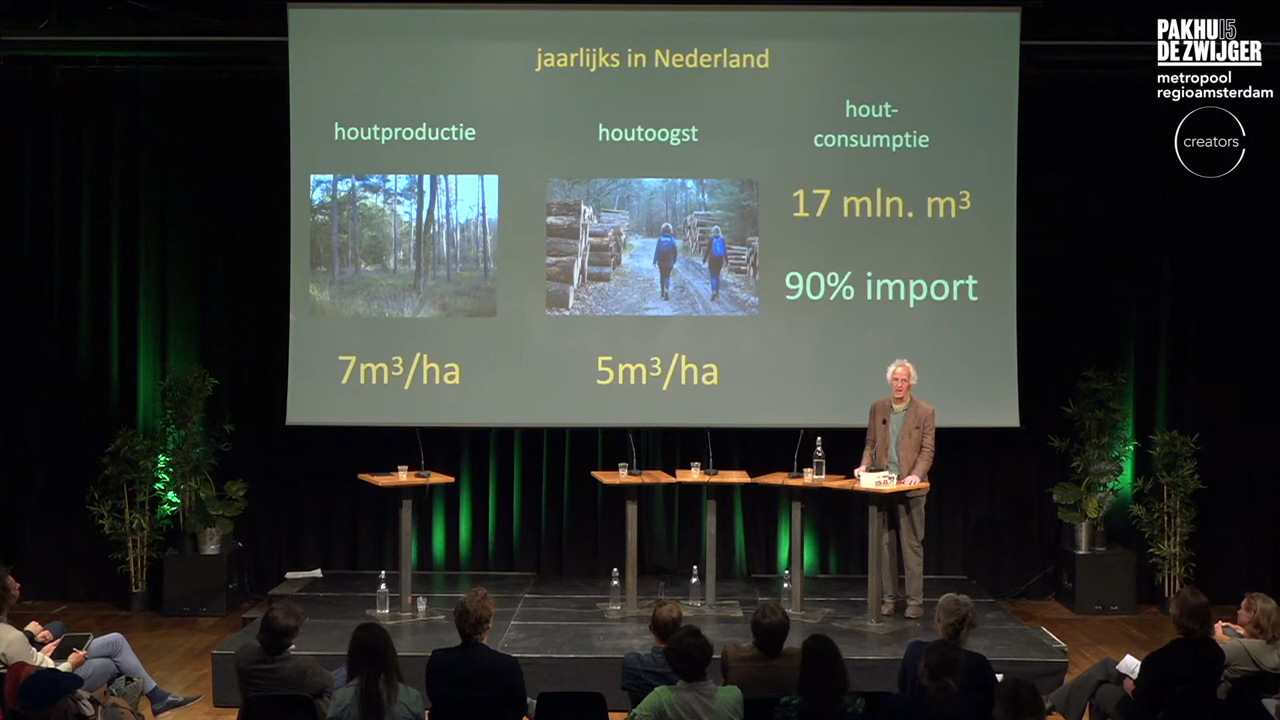 jaarlijks in Nederland
houtproductie
houtoogst
hout-
consumptie
17 mln. m³
90% import
7m³/ha
5m³/ha
PAKHU15
DE ZWIJGER
metropool
regioamsterdam
creators